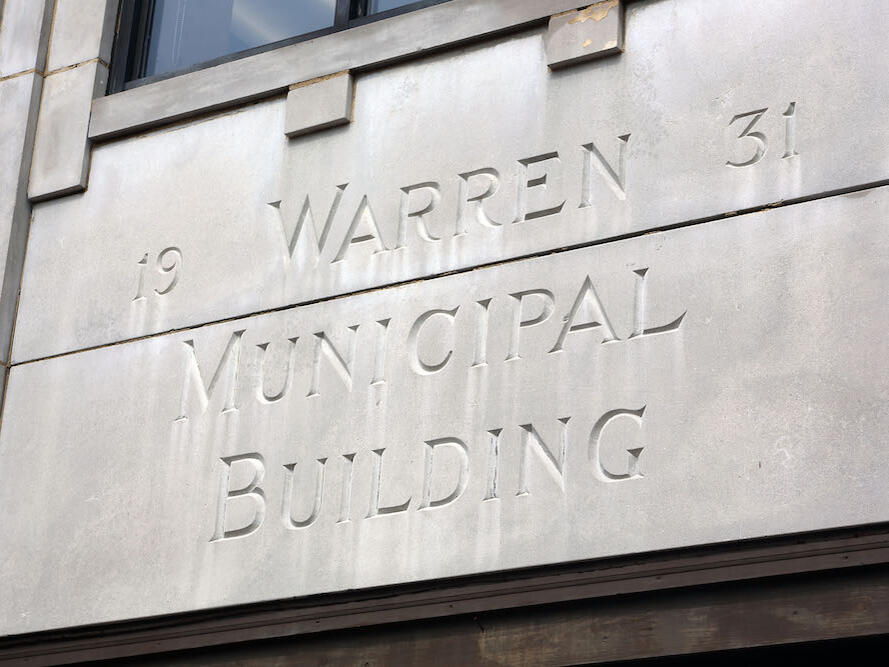 19 WARREN 31
MUNICIPAL
BUILDING